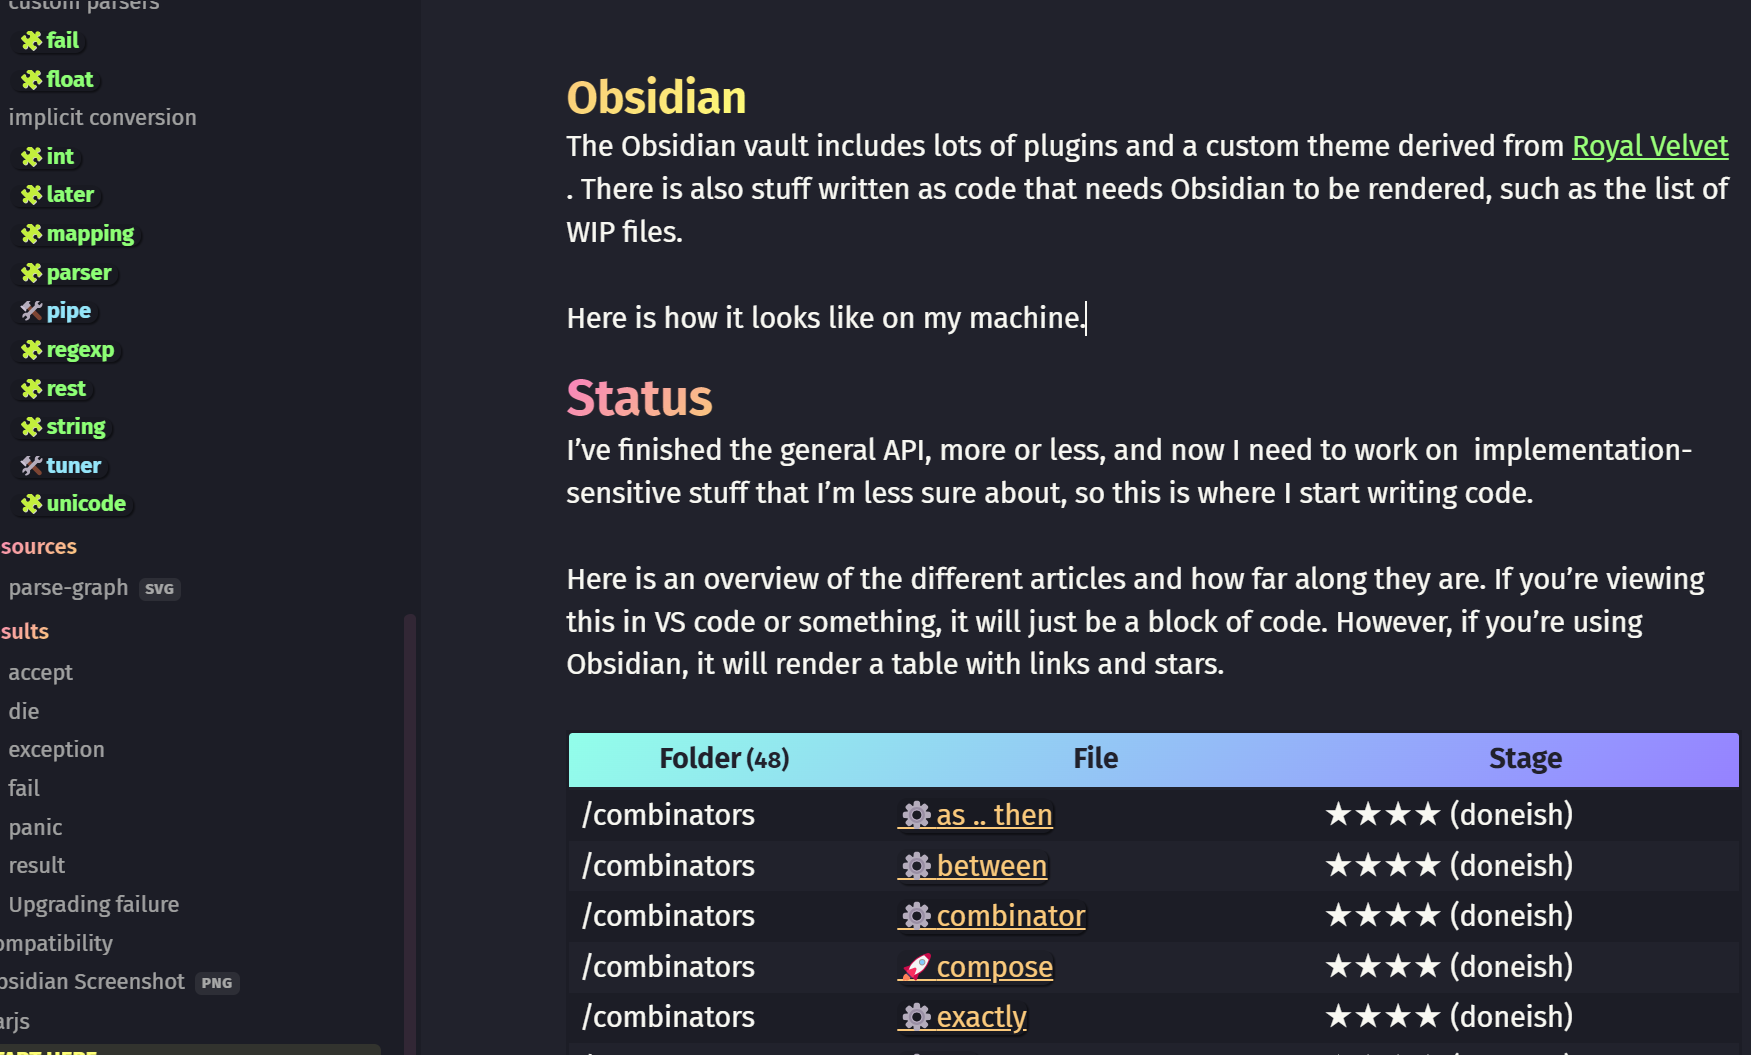 custom parsers
fail
float
implicit conversion
int
later
mapping
parser
pipe
regexp
rest
string
tuner
unicode
sources
parse-graph SVG
sults
accept
die
exception
fail
panic
result
Upgrading failure
ompatibility
bsidian Screenshot PNG
arjs
START HERE
Obsidian
The Obsidian vault includes lots of plugins and a custom theme derived from Royal Velvet
. There is also stuff written as code that needs Obsidian to be rendered, such as the list of
WIP files.
Here is how it looks like on my machine.
Status
I’ve finished the general API, more or less, and now I need to work on implementation-
sensitive stuff that I’m less sure about, so this is where I start writing code.
Here is an overview of the different articles and how far along they are. If you’re viewing
this in VS code or something, it will just be a block of code. However, if you’re using
Obsidian, it will render a table with links and stars.
Folder (48) File Stage
/combinators as .. then ★★★★ (doneish)
/combinators between ★★★★ (doneish)
/combinators combinator ★★★★ (doneish)
/combinators compose ★★★★ (doneish)
/combinators exactly ★★★★ (doneish)